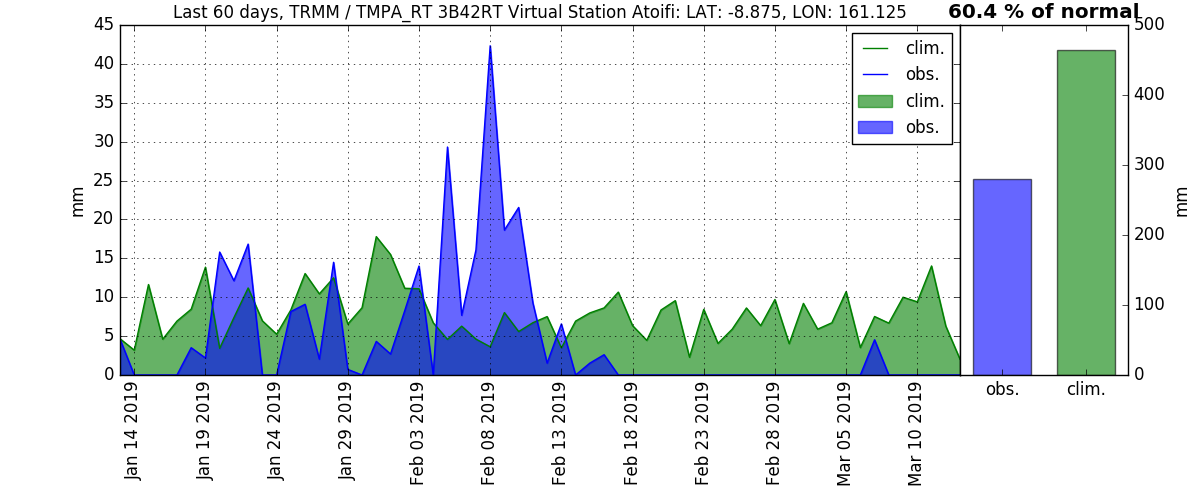 Last 60 days, TRMM / TMPA_RT 3B42RT Virtual Station Atoifi: LAT: -8.875, LON: 161.125
60.4 % of normal
45
40
35
30
25
20
15
10
5
0
mm
clim.
obs.
clim.
obs.
500
400
300
200
100
0
mm
obs.
clim.
Jan 14 2019
Jan 19 2019
Jan 24 2019
Jan 29 2019
Feb 03 2019
Feb 08 2019
Feb 13 2019
Feb 18 2019
Feb 23 2019
Feb 28 2019
Mar 05 2019
Mar 10 2019